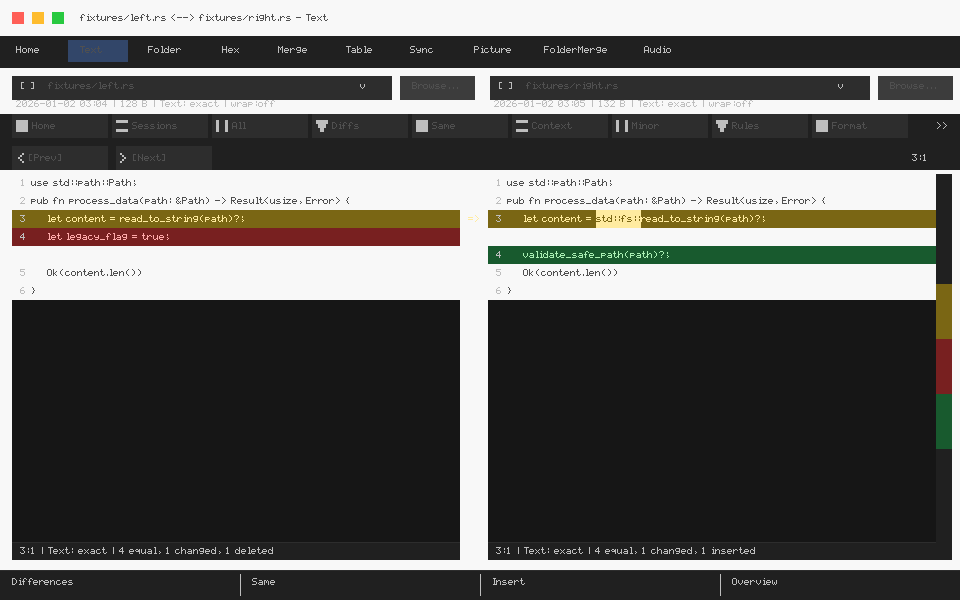 fixtures/left.rs <--> fixtures/right.rs - Text
Home Text Folder Hex Merge Table Sync Picture FolderMerge Audio
[ ] fixtures/left.rs v Browse... [ ] fixtures/right.rs v Browse...
2026-01-02 03:04 | 128 B | Text: exact | wrap:off 2026-01-02 03:05 | 132 B | Text: exact | wrap:off
Home Sessions All Diffs Same Context Minor Rules Format >>
[Prev] [Next] 3:1
1 use std::path::Path;
2 pub fn process_data(path: &Path) -> Result<usize, Error> {
3 let content = read_to_string(path)?;
4 let legacy_flag = true;
5 Ok(content.len())
6 }
=>
1 use std::path::Path;
2 pub fn process_data(path: &Path) -> Result<usize, Error> {
3 let content = std::fs::read_to_string(path)?;
4 validate_safe_path(path)?;
5 Ok(content.len())
6 }
3:1 | Text: exact | 4 equal, 1 changed, 1 deleted
3:1 | Text: exact | 4 equal, 1 changed, 1 inserted
Differences Same Insert Overview